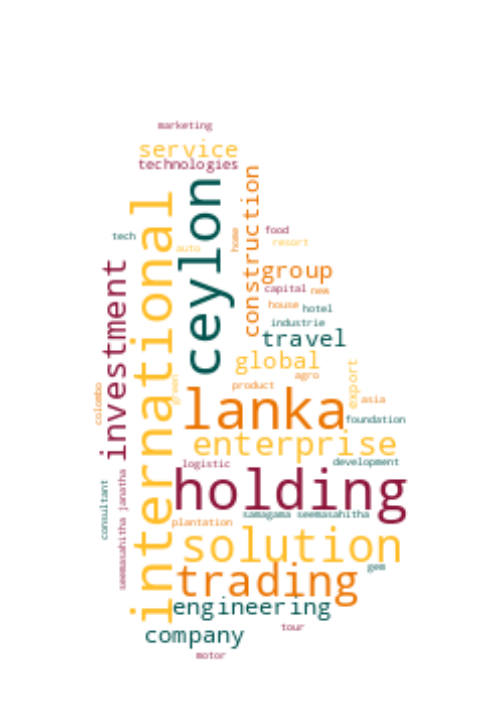 marketing
service
technologies
international
ceylon
construction
tech
auto
home
food
resort
investment
group
capital new
house hotel
industrie
travel
global
agro
green
product
export
colombo
lanka
asia
foundation
enterprise
logistic
development
seemasahitha janatha
consultant
holding
samagama seemasahitha
plantation
solution
gem
trading
engineering
tour
company
motor